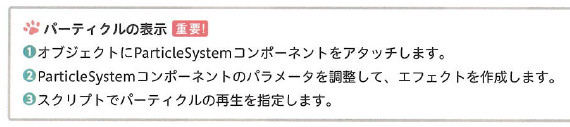 パーティクルの表示 重要!
❶オブジェクトにParticleSystemコンポーネントをアタッチします。
❷ParticleSystemコンポーネントのパラメータを調整して、エフェクトを作成します。
❸スクリプトでパーティクルの再生を指定します。